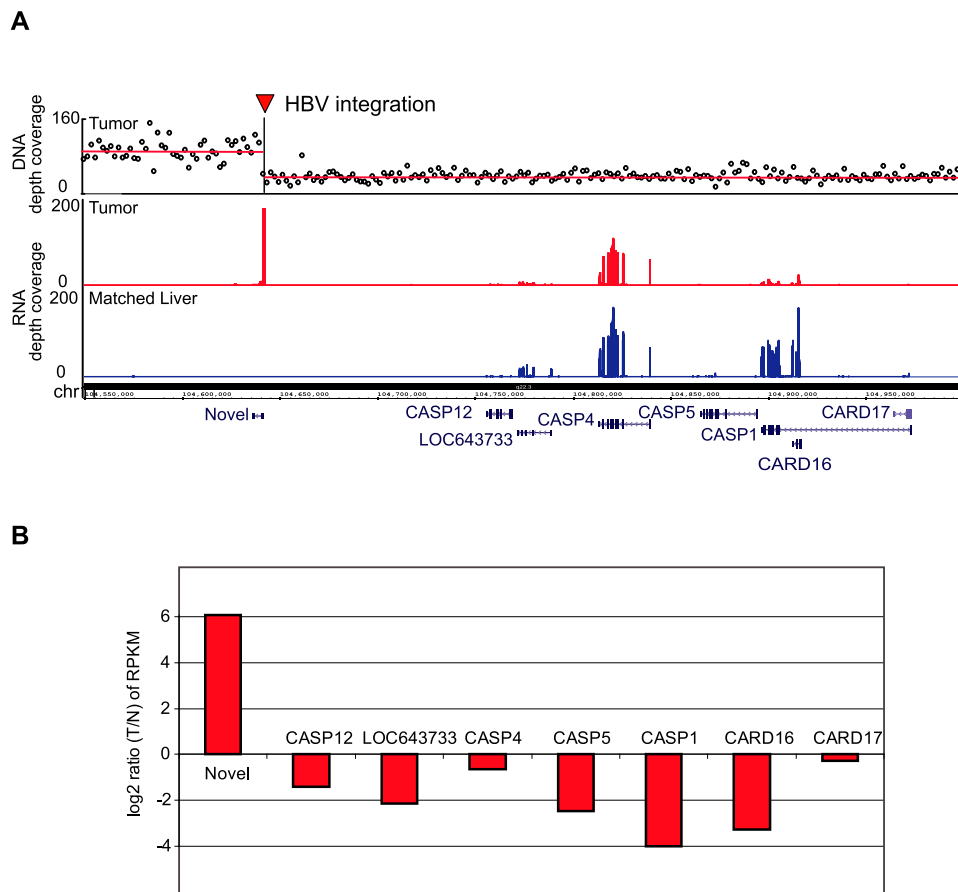 A
HBV integration
DNA
depth coverage
160
0
Tumor
RNA
depth coverage
200
0
Tumor
200
0
Matched Liver
chr
q22.3
104,550,000 104,600,000 104,650,000 104,700,000 104,750,000 104,800,000 104,850,000 104,900,000 104,950,000
Novel CASP12 CASP4 CASP5 CARD17
LOC643733 CASP1
CARD16
B
log2 ratio (T/N) of RPKM
6
4
2
0
-2
-4
Novel
CASP12 LOC643733 CASP4 CASP5 CASP1 CARD16 CARD17